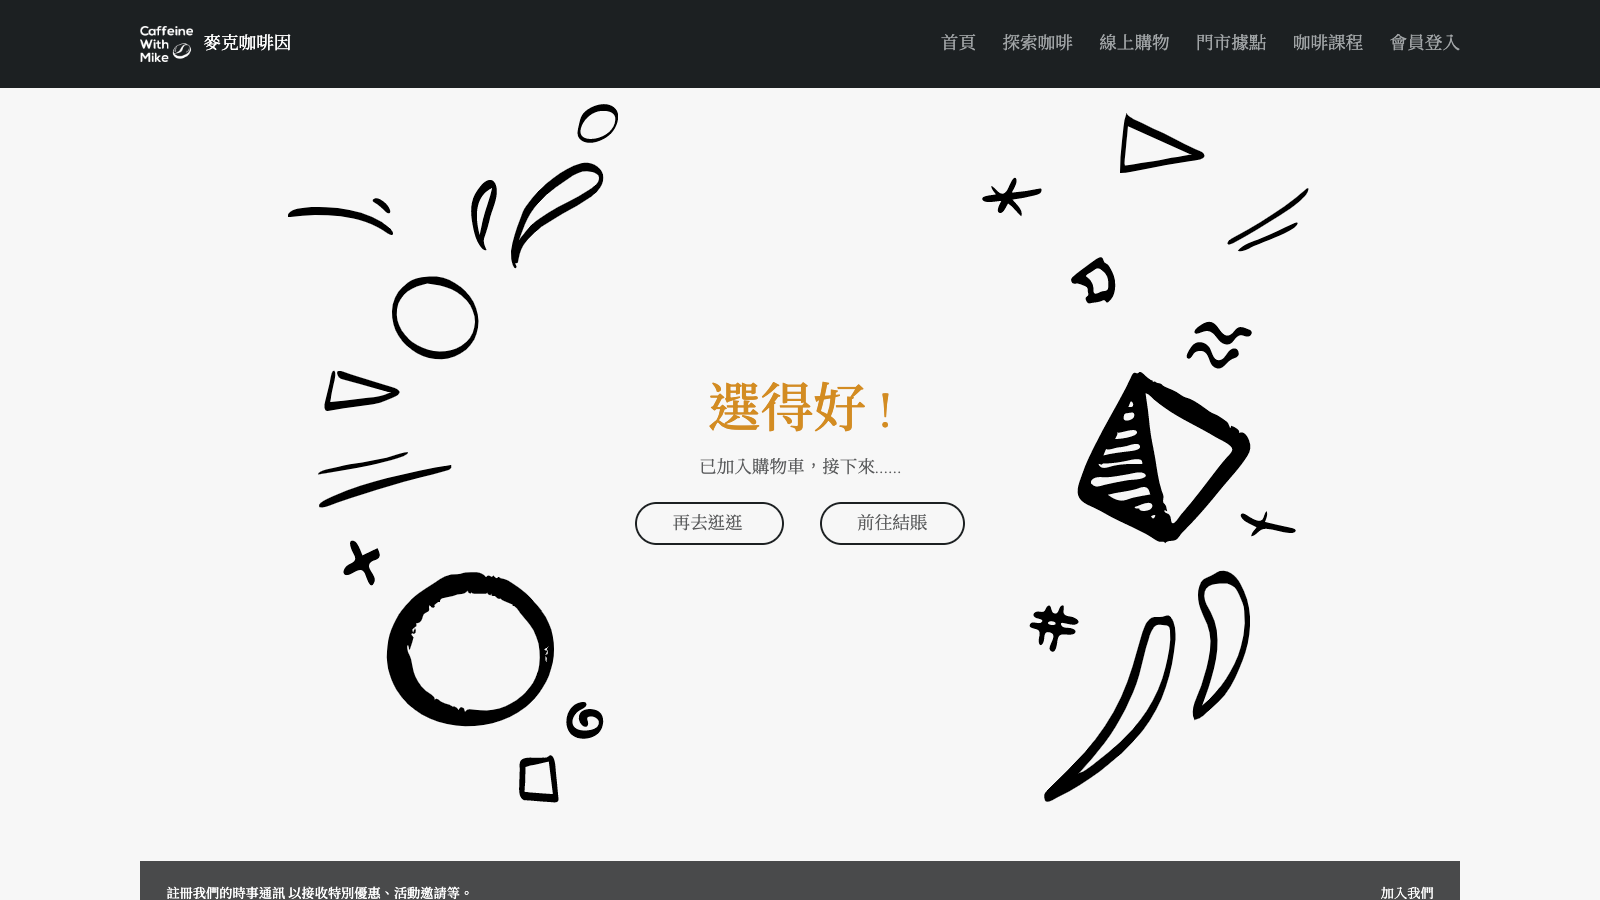 Caffeine
With
Mike
麥克咖啡因
首頁 探索咖啡 線上購物 門市據點 咖啡課程 會員登入
選得好！
已加入購物車，接下來......
再去逛逛 前往結賬
註冊我們的時事通訊 以接收特別優惠、活動邀請等。
加入我們